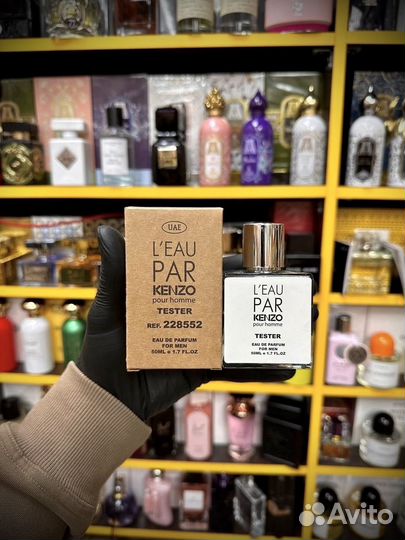 UAE
L'EAU
PAR
KENZO
pour homme
TESTER
REF. 228552
EAU DE PARFUM
FOR MEN
50ML e 1.7 FL.OZ
L'EAU
PAR
KENZO
pour homme
TESTER
EAU DE PARFUM
FOR MEN
50ML e 1.7 FL.OZ
Avito